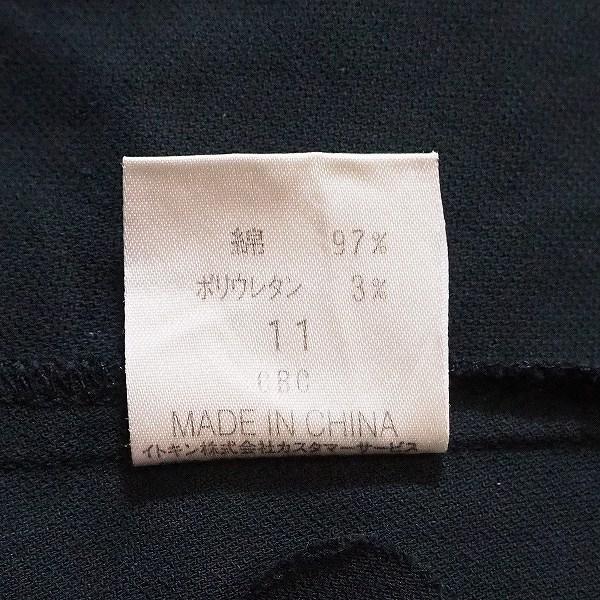 綿 97%
ポリウレタン 3%
11
MADE IN CHINA
イトキン株式会社カスタマーサービス